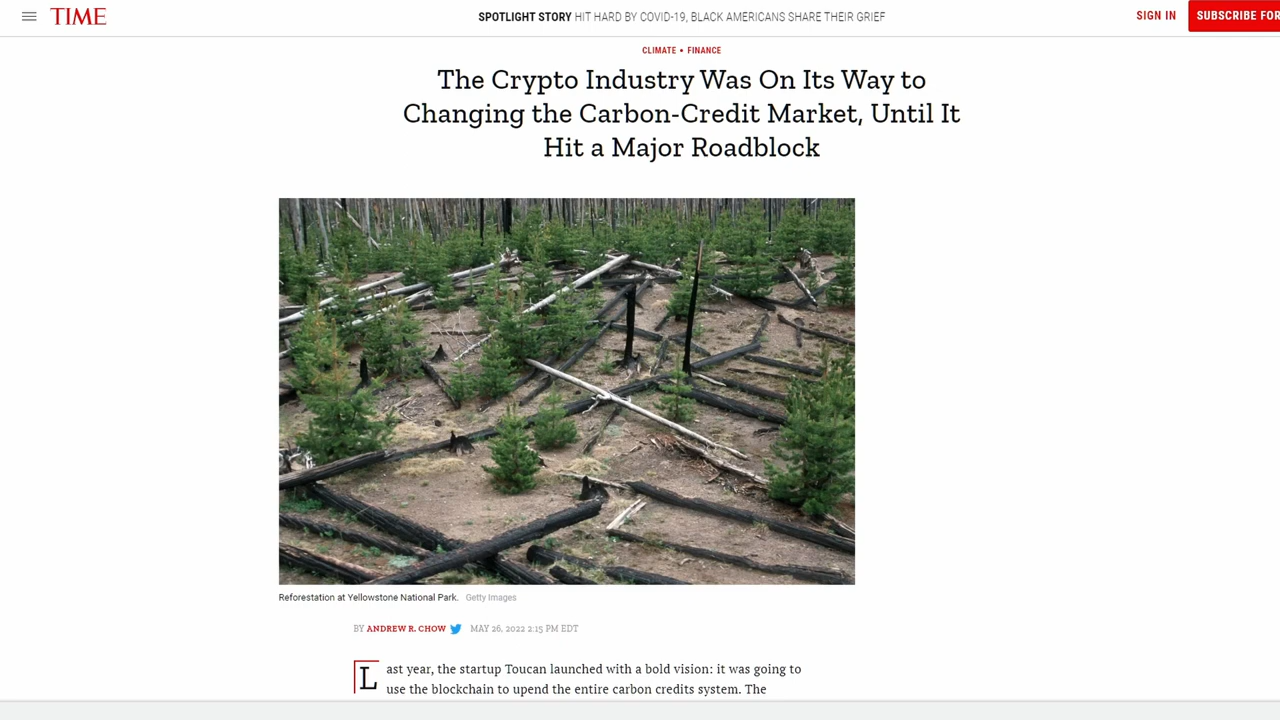 TIME
SPOTLIGHT STORY HIT HARD BY COVID-19, BLACK AMERICANS SHARE THEIR GRIEF
SIGN IN
SUBSCRIBE FOR
CLIMATE • FINANCE
The Crypto Industry Was On Its Way to
Changing the Carbon-Credit Market, Until It
Hit a Major Roadblock
Reforestation at Yellowstone National Park. Getty Images
BY ANDREW R. CHOW MAY 26, 2022 2:15 PM EDT
Last year, the startup Toucan launched with a bold vision: it was going to
use the blockchain to upend the entire carbon credits system. The